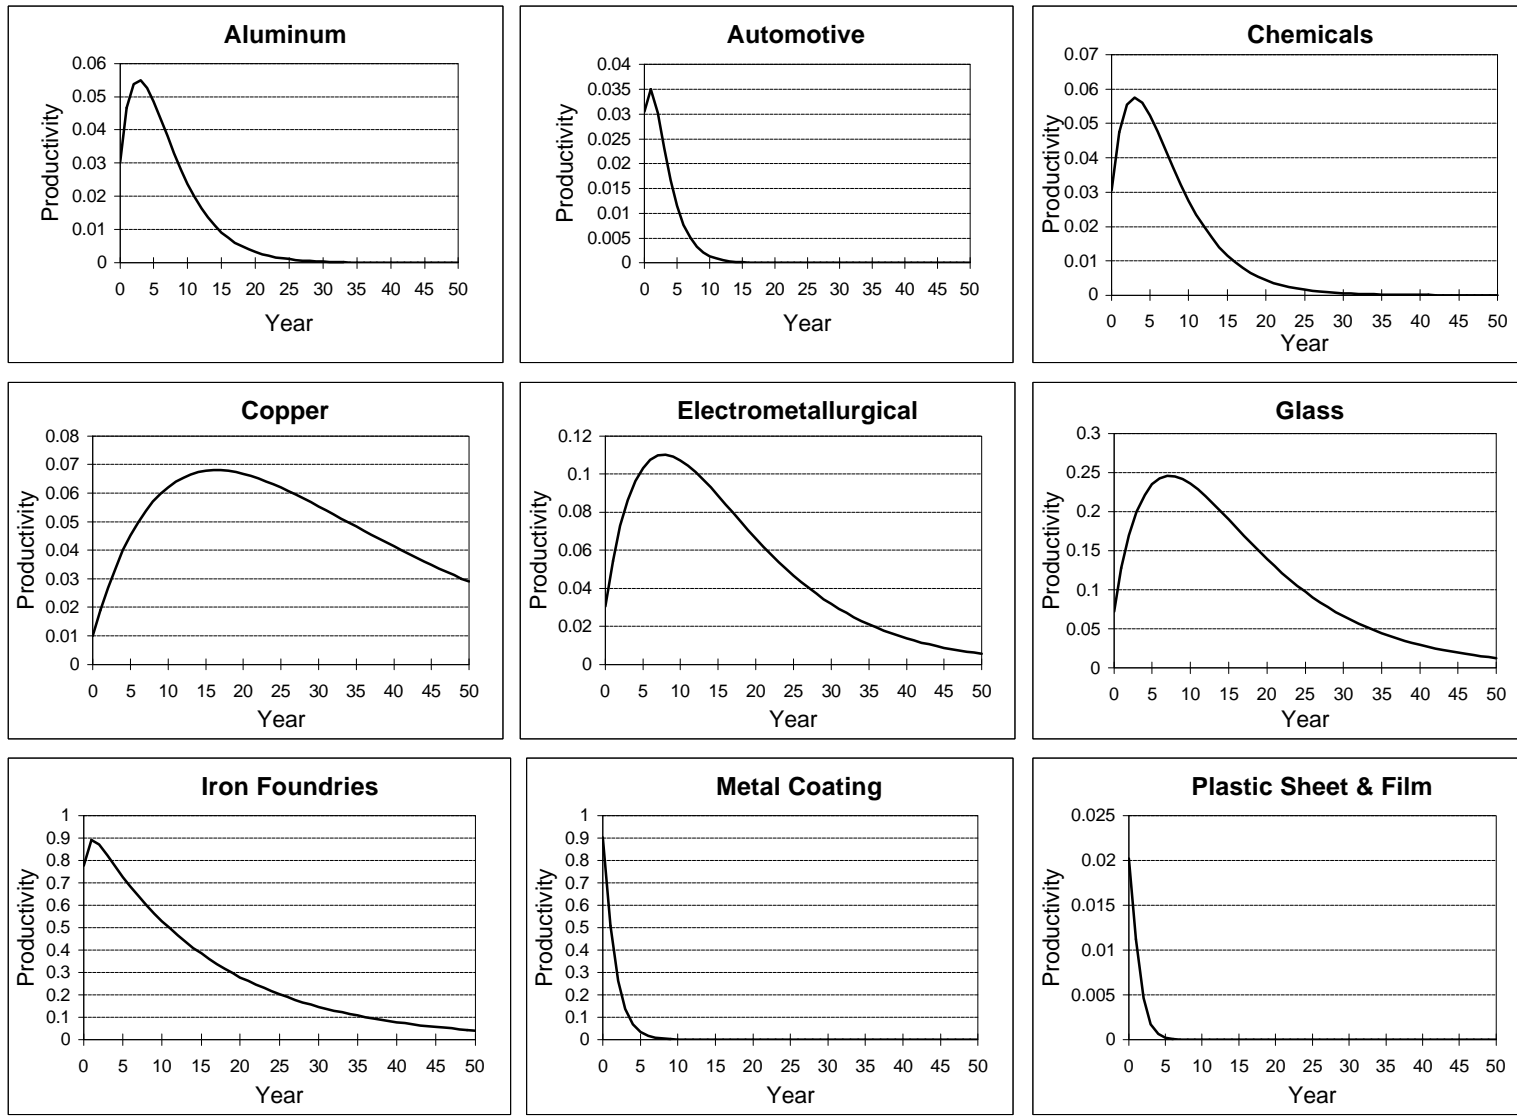 Aluminum
0.06
0.05
0.04
0.03
0.02
0.01
0
Productivity
0 5 10 15 20 25 30 35 40 45 50
Year
Automotive
0.04
0.035
0.03
0.025
0.02
0.015
0.01
0.005
0
Productivity
0 5 10 15 20 25 30 35 40 45 50
Year
Chemicals
0.07
0.06
0.05
0.04
0.03
0.02
0.01
0
Productivity
0 5 10 15 20 25 30 35 40 45 50
Year
Copper
0.08
0.07
0.06
0.05
0.04
0.03
0.02
0.01
0
Productivity
0 5 10 15 20 25 30 35 40 45 50
Year
Electrometallurgical
0.12
0.1
0.08
0.06
0.04
0.02
0
Productivity
0 5 10 15 20 25 30 35 40 45 50
Year
Glass
0.3
0.25
0.2
0.15
0.1
0.05
0
Productivity
0 5 10 15 20 25 30 35 40 45 50
Year
Iron Foundries
1
0.9
0.8
0.7
0.6
0.5
0.4
0.3
0.2
0.1
0
Productivity
0 5 10 15 20 25 30 35 40 45 50
Year
Metal Coating
1
0.9
0.8
0.7
0.6
0.5
0.4
0.3
0.2
0.1
0
Productivity
0 5 10 15 20 25 30 35 40 45 50
Year
Plastic Sheet & Film
0.025
0.02
0.015
0.01
0.005
0
Productivity
0 5 10 15 20 25 30 35 40 45 50
Year